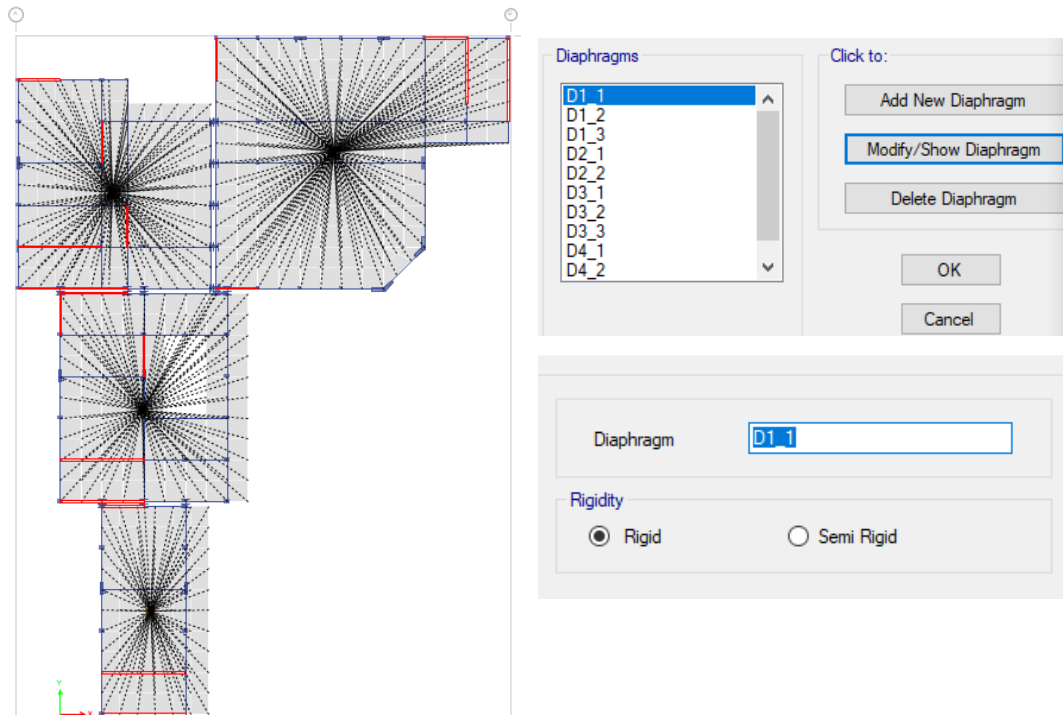 A
B
Y
X
Diaphragms
D1_1
D1_2
D1_3
D2_1
D2_2
D3_1
D3_2
D3_3
D4_1
D4_2
Click to:
Add New Diaphragm
Modify/Show Diaphragm
Delete Diaphragm
OK
Cancel
Diaphragm
D1_1
Rigidity
Rigid
Semi Rigid